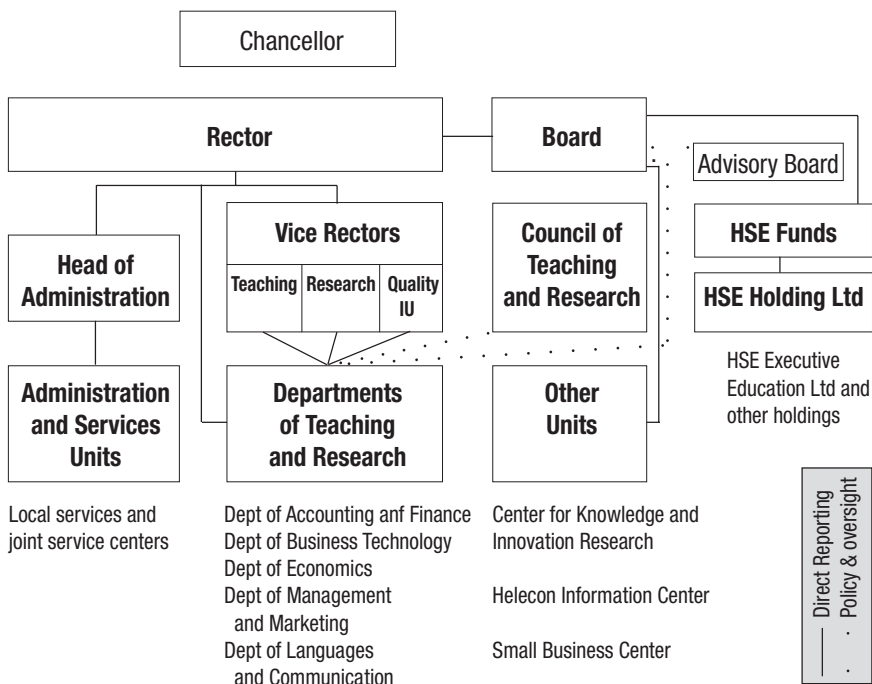 Chancellor
Rector
Board
Advisory Board
Head of
Administration
Vice Rectors
Teaching
Research
Quality
IU
Council of
Teaching
and Research
HSE Funds
HSE Holding Ltd
HSE Executive
Education Ltd and
other holdings
Administration
and Services
Units
Departments
of Teaching
and Research
Other
Units
Local services and
joint service centers
Dept of Accounting anf Finance
Dept of Business Technology
Dept of Economics
Dept of Management
and Marketing
Dept of Languages
and Communication
Center for Knowledge and
Innovation Research
Helecon Information Center
Small Business Center
Direct Reporting
Policy & oversight